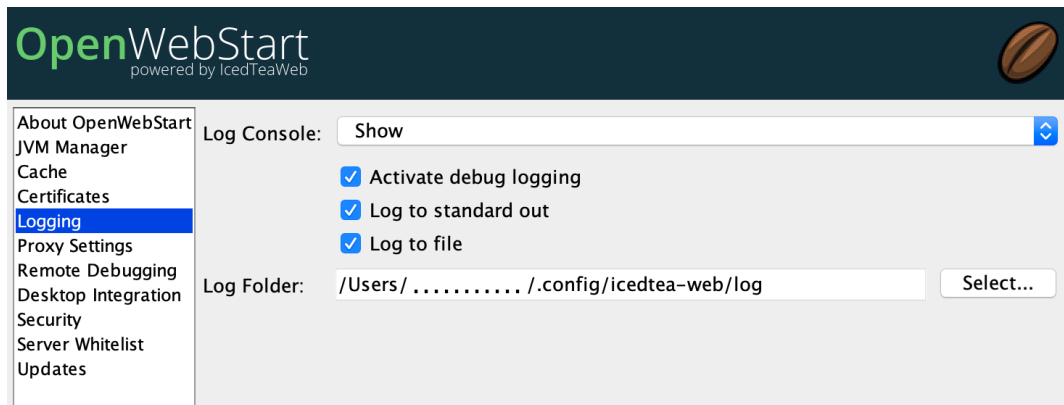 OpenWebStart
powered by IcedTeaWeb
About OpenWebStart
JVM Manager
Cache
Certificates
Logging
Proxy Settings
Remote Debugging
Desktop Integration
Security
Server Whitelist
Updates
Log Console: Show
Activate debug logging
Log to standard out
Log to file
Log Folder: /Users/ ........... /.config/icedtea-web/log Select...